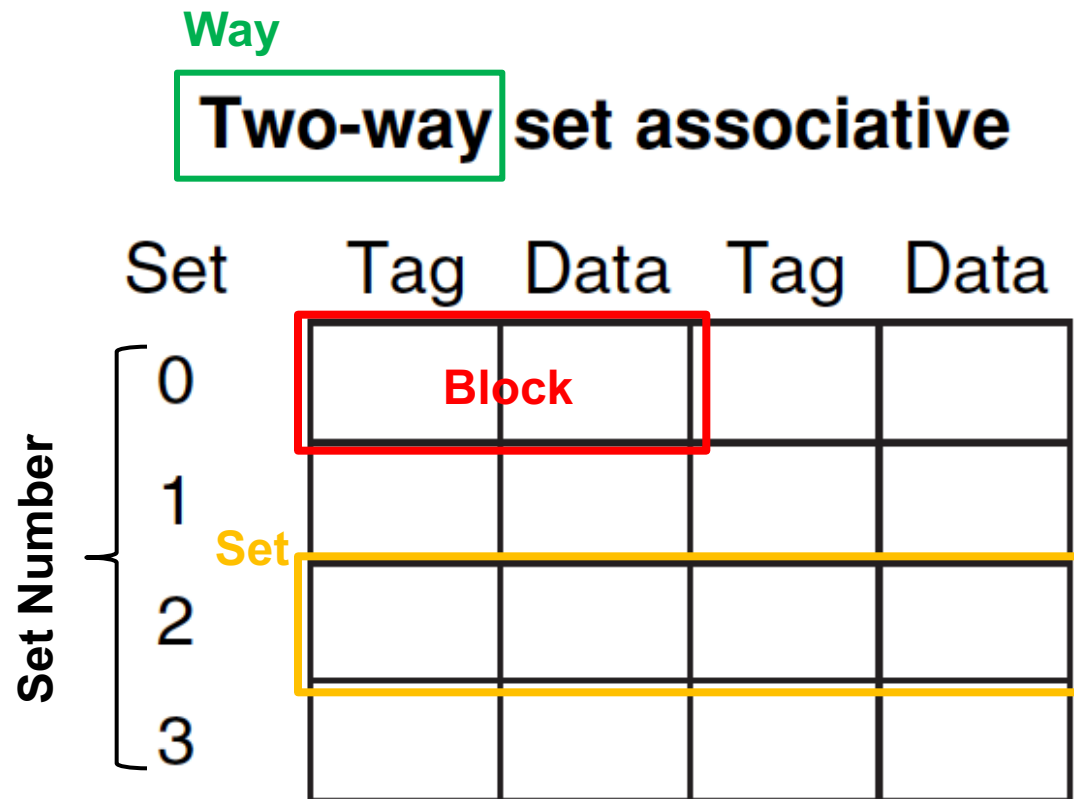 Way
Two-way set associative
Set Tag Data Tag Data
0 Block
1
Set
2
3
Set Number